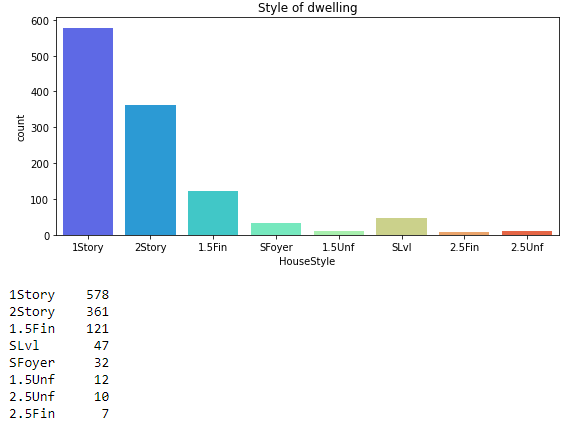 Style of dwelling
600
500
400
300
200
100
0
count
1Story 2Story 1.5Fin SFoyer 1.5Unf SLvl 2.5Fin 2.5Unf
HouseStyle
1Story 578
2Story 361
1.5Fin 121
SLvl 47
SFoyer 32
1.5Unf 12
2.5Unf 10
2.5Fin 7